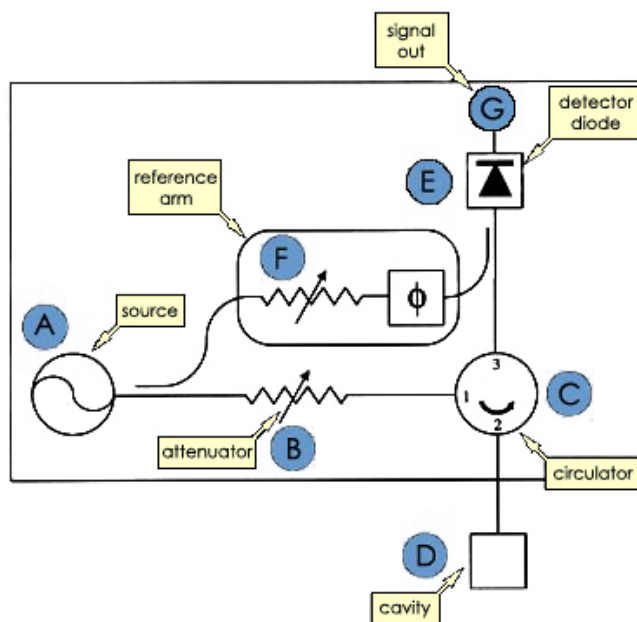 signal
out
G
detector
diode
E
reference
arm
F
ϕ
A
source
3
1
2
C
attenuator
B
circulator
D
cavity